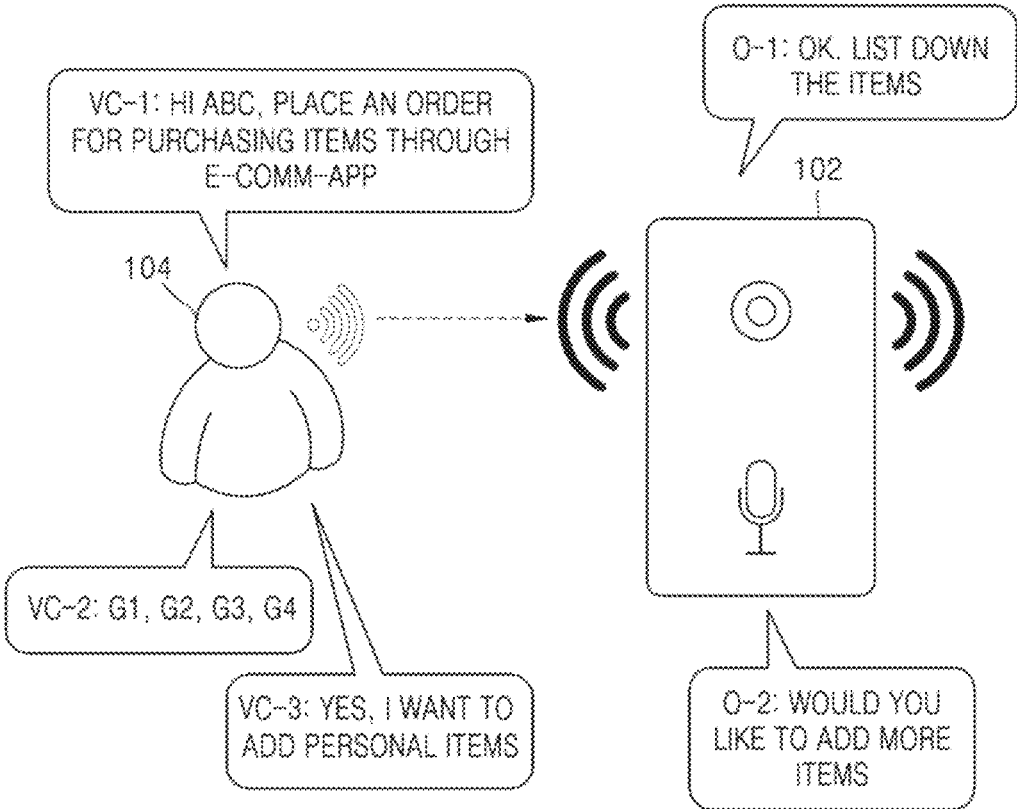 O-1: OK. LIST DOWN
THE ITEMS
VC-1: HI ABC, PLACE AN ORDER
FOR PURCHASING ITEMS THROUGH
E-COMM-APP
102
104
VC-2: G1, G2, G3, G4
VC-3: YES, I WANT TO
ADD PERSONAL ITEMS
O-2: WOULD YOU
LIKE TO ADD MORE
ITEMS